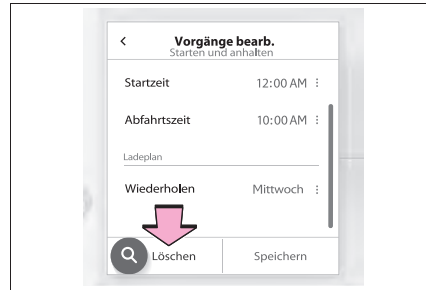 Vorgänge bearb.
Starten und anhalten
Startzeit 12:00 AM
Abfahrtszeit 10:00 AM
Ladeplan
Wiederholen Mittwoch
Löschen Speichern